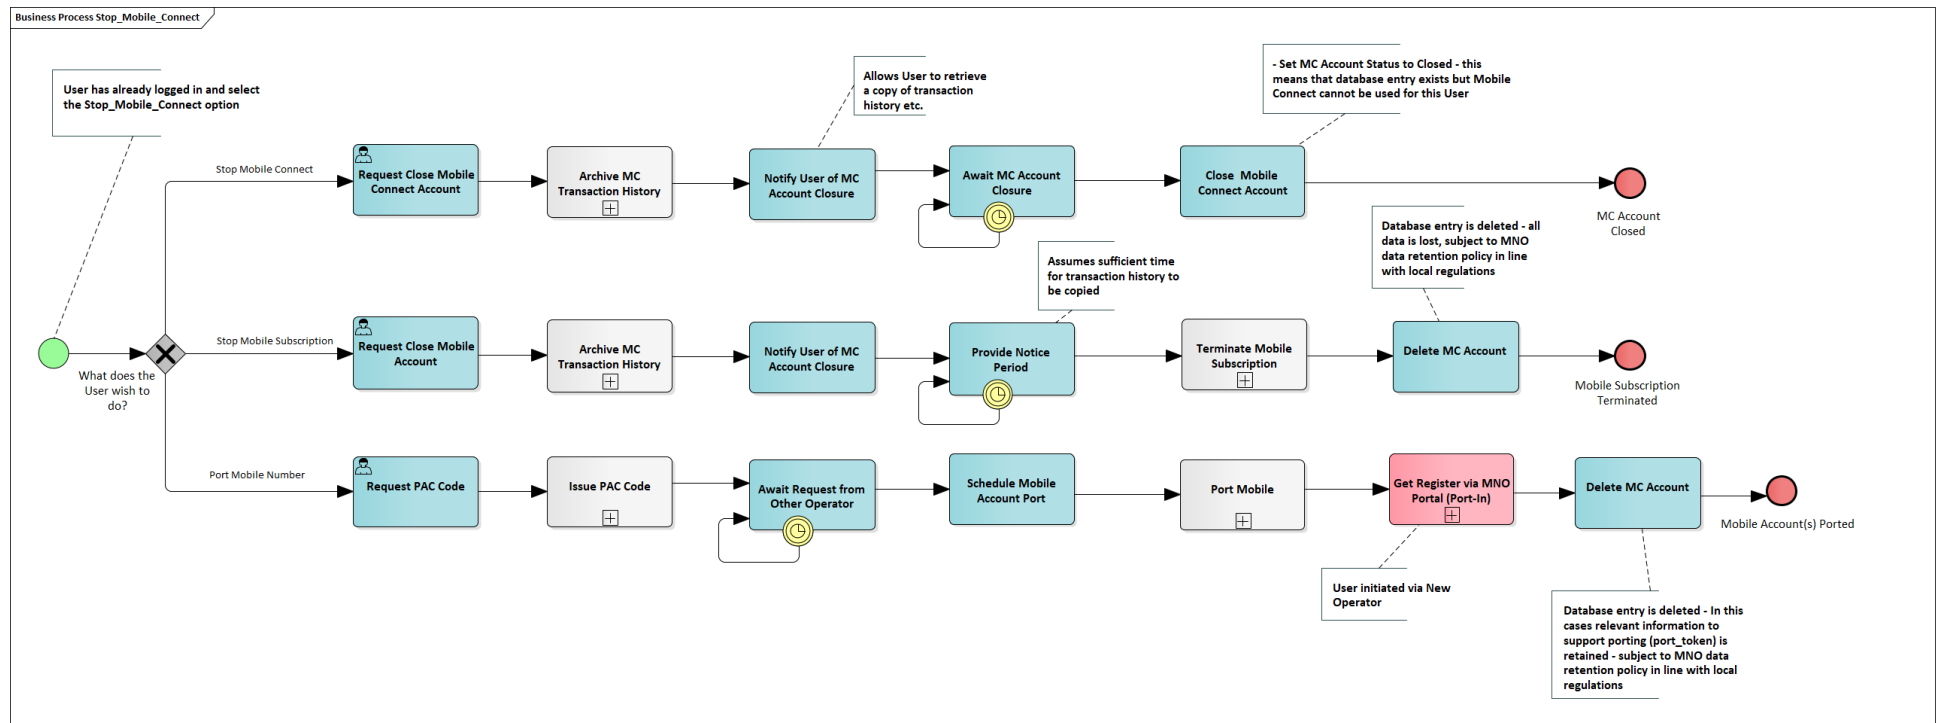 Business Process Stop_Mobile_Connect
User has already logged in and select
the Stop_Mobile_Connect option
Allows User to retrieve
a copy of transaction
history etc.
- Set MC Account Status to Closed - this
means that database entry exists but Mobile
Connect cannot be used for this User
Stop Mobile Connect
Request Close Mobile
Connect Account
Archive MC
Transaction History
Notify User of MC
Account Closure
Await MC Account
Closure
Close  Mobile
Connect Account
MC Account
Closed
Database entry is deleted - all
data is lost, subject to MNO
data retention policy in line
with local regulations
Assumes sufficient time
for transaction history to
be copied
What does the
User wish to
do?
Stop Mobile Subscription
Request Close Mobile
Account
Archive MC
Transaction History
Notify User of MC
Account Closure
Provide Notice
Period
Terminate Mobile
Subscription
Delete MC Account
Mobile Subscription
Terminated
Port Mobile Number
Request PAC Code
Issue PAC Code
Await Request from
Other Operator
Schedule Mobile
Account Port
Port Mobile
Get Register via MNO
Portal (Port-In)
Delete MC Account
Mobile Account(s) Ported
User initiated via New
Operator
Database entry is deleted - In this
cases relevant information to
support porting (port_token) is
retained - subject to MNO data
retention policy in line with local
regulations